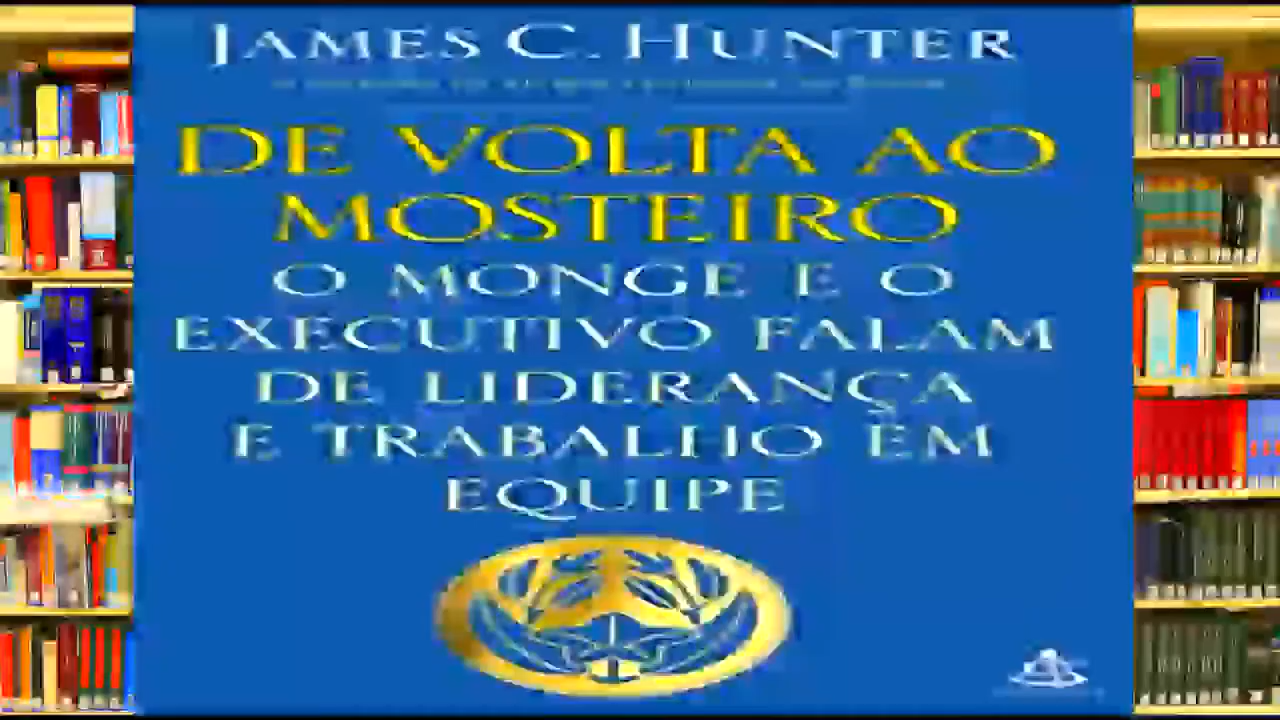 JAMES C. HUNTER
DE VOLTA AO
MOSTEIRO
O MONGE E O
EXECUTIVO FALAM
DE LIDERANÇA
E TRABALHO EM
EQUIPE